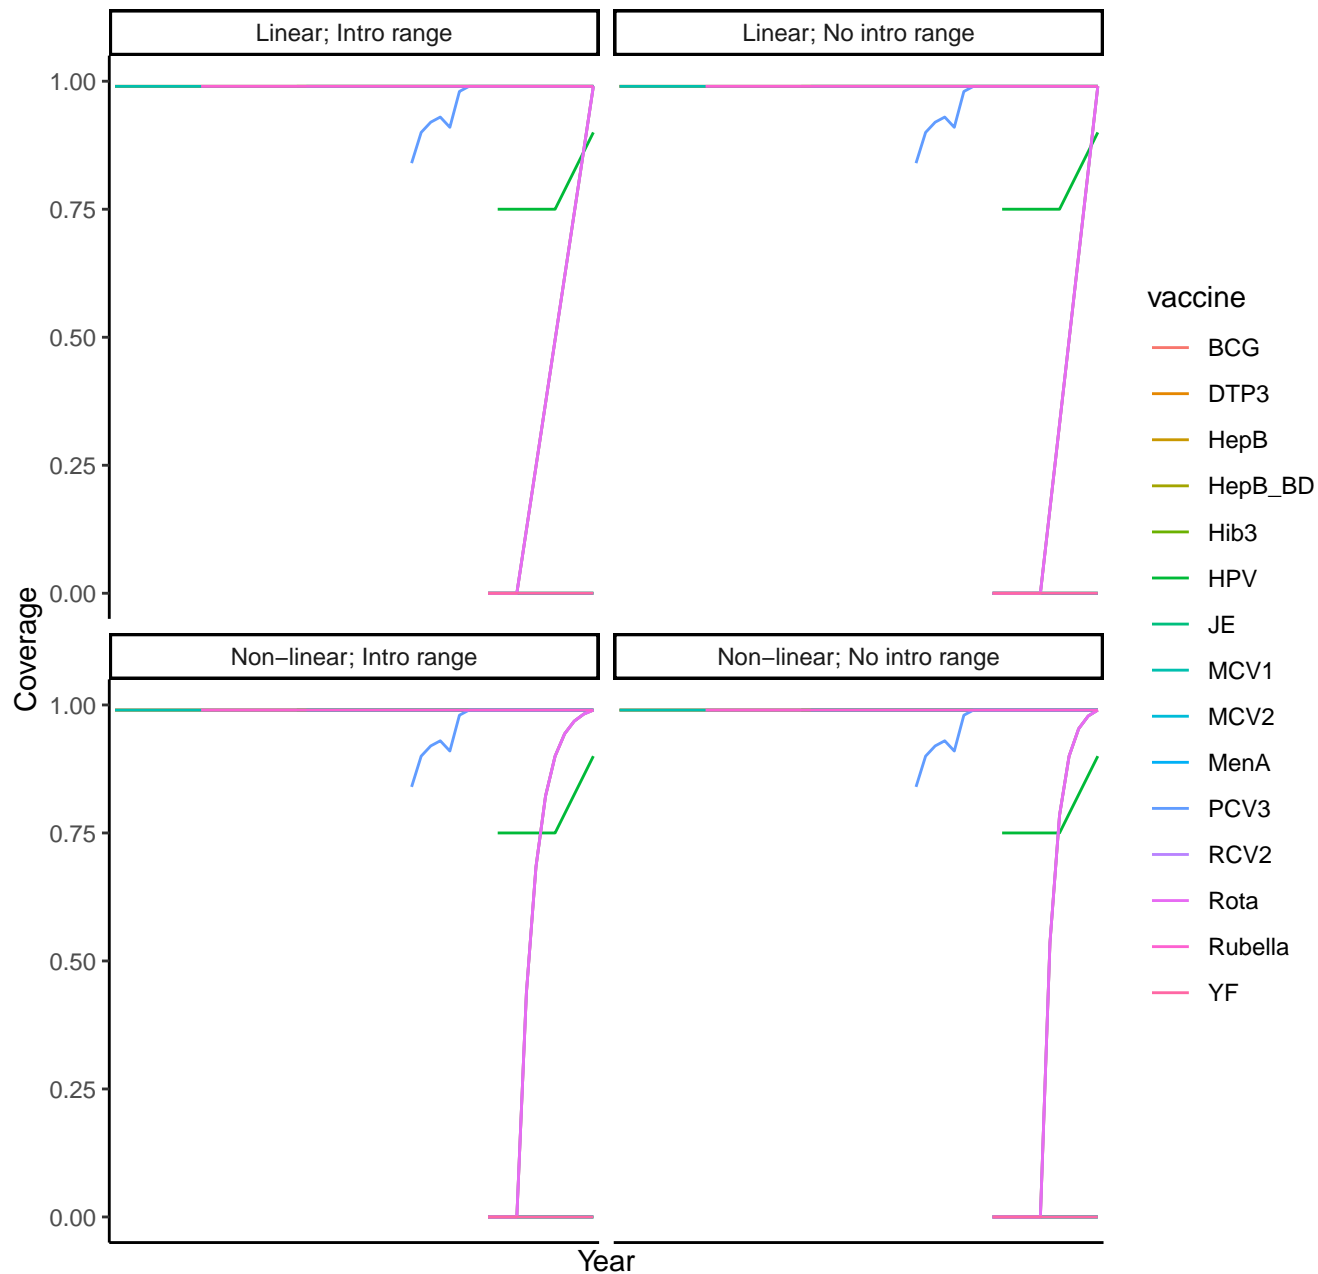 Linear; Intro range
Linear; No intro range
1.00
0.75
0.50
0.25
0.00
Non−linear; Intro range
Non−linear; No intro range
1.00
0.75
0.50
0.25
0.00
Coverage
Year
vaccine
BCG
DTP3
HepB
HepB_BD
Hib3
HPV
JE
MCV1
MCV2
MenA
PCV3
RCV2
Rota
Rubella
YF